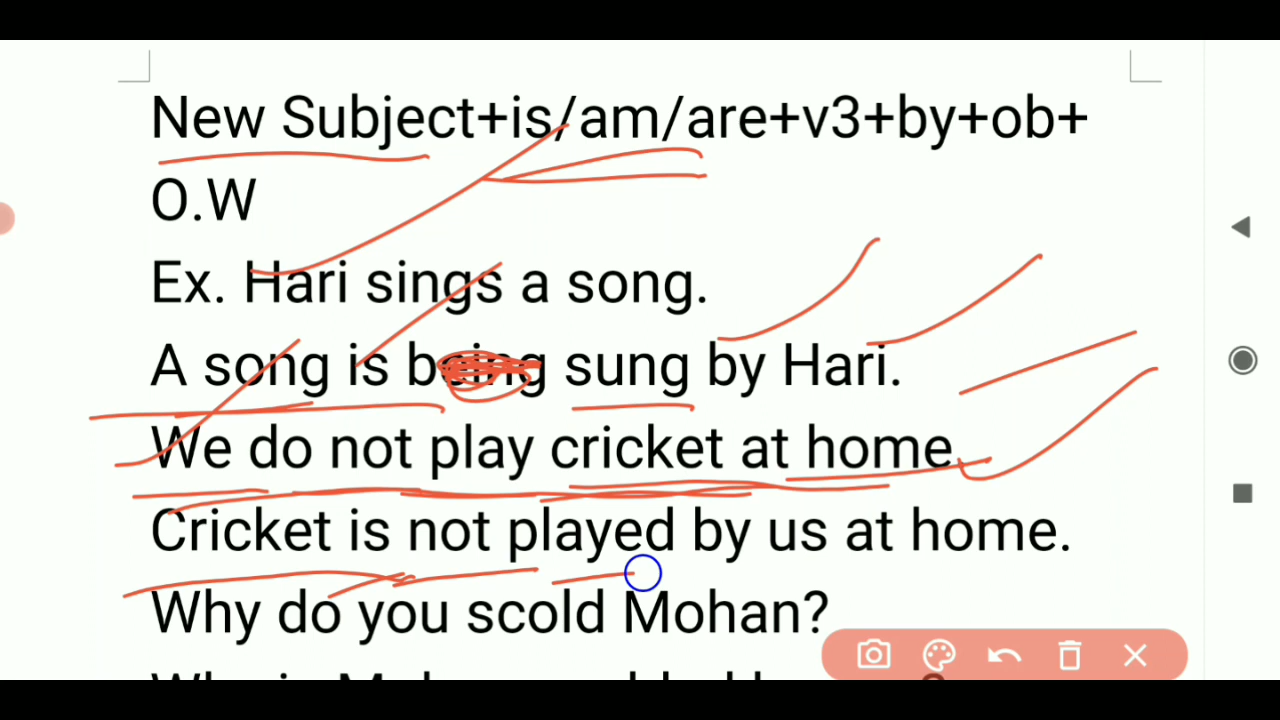 New Subject+is/am/are+v3+by+ob+
O.W
Ex. Hari sings a song.
A song is being sung by Hari.
We do not play cricket at home.
Cricket is not played by us at home.
Why do you scold Mohan?